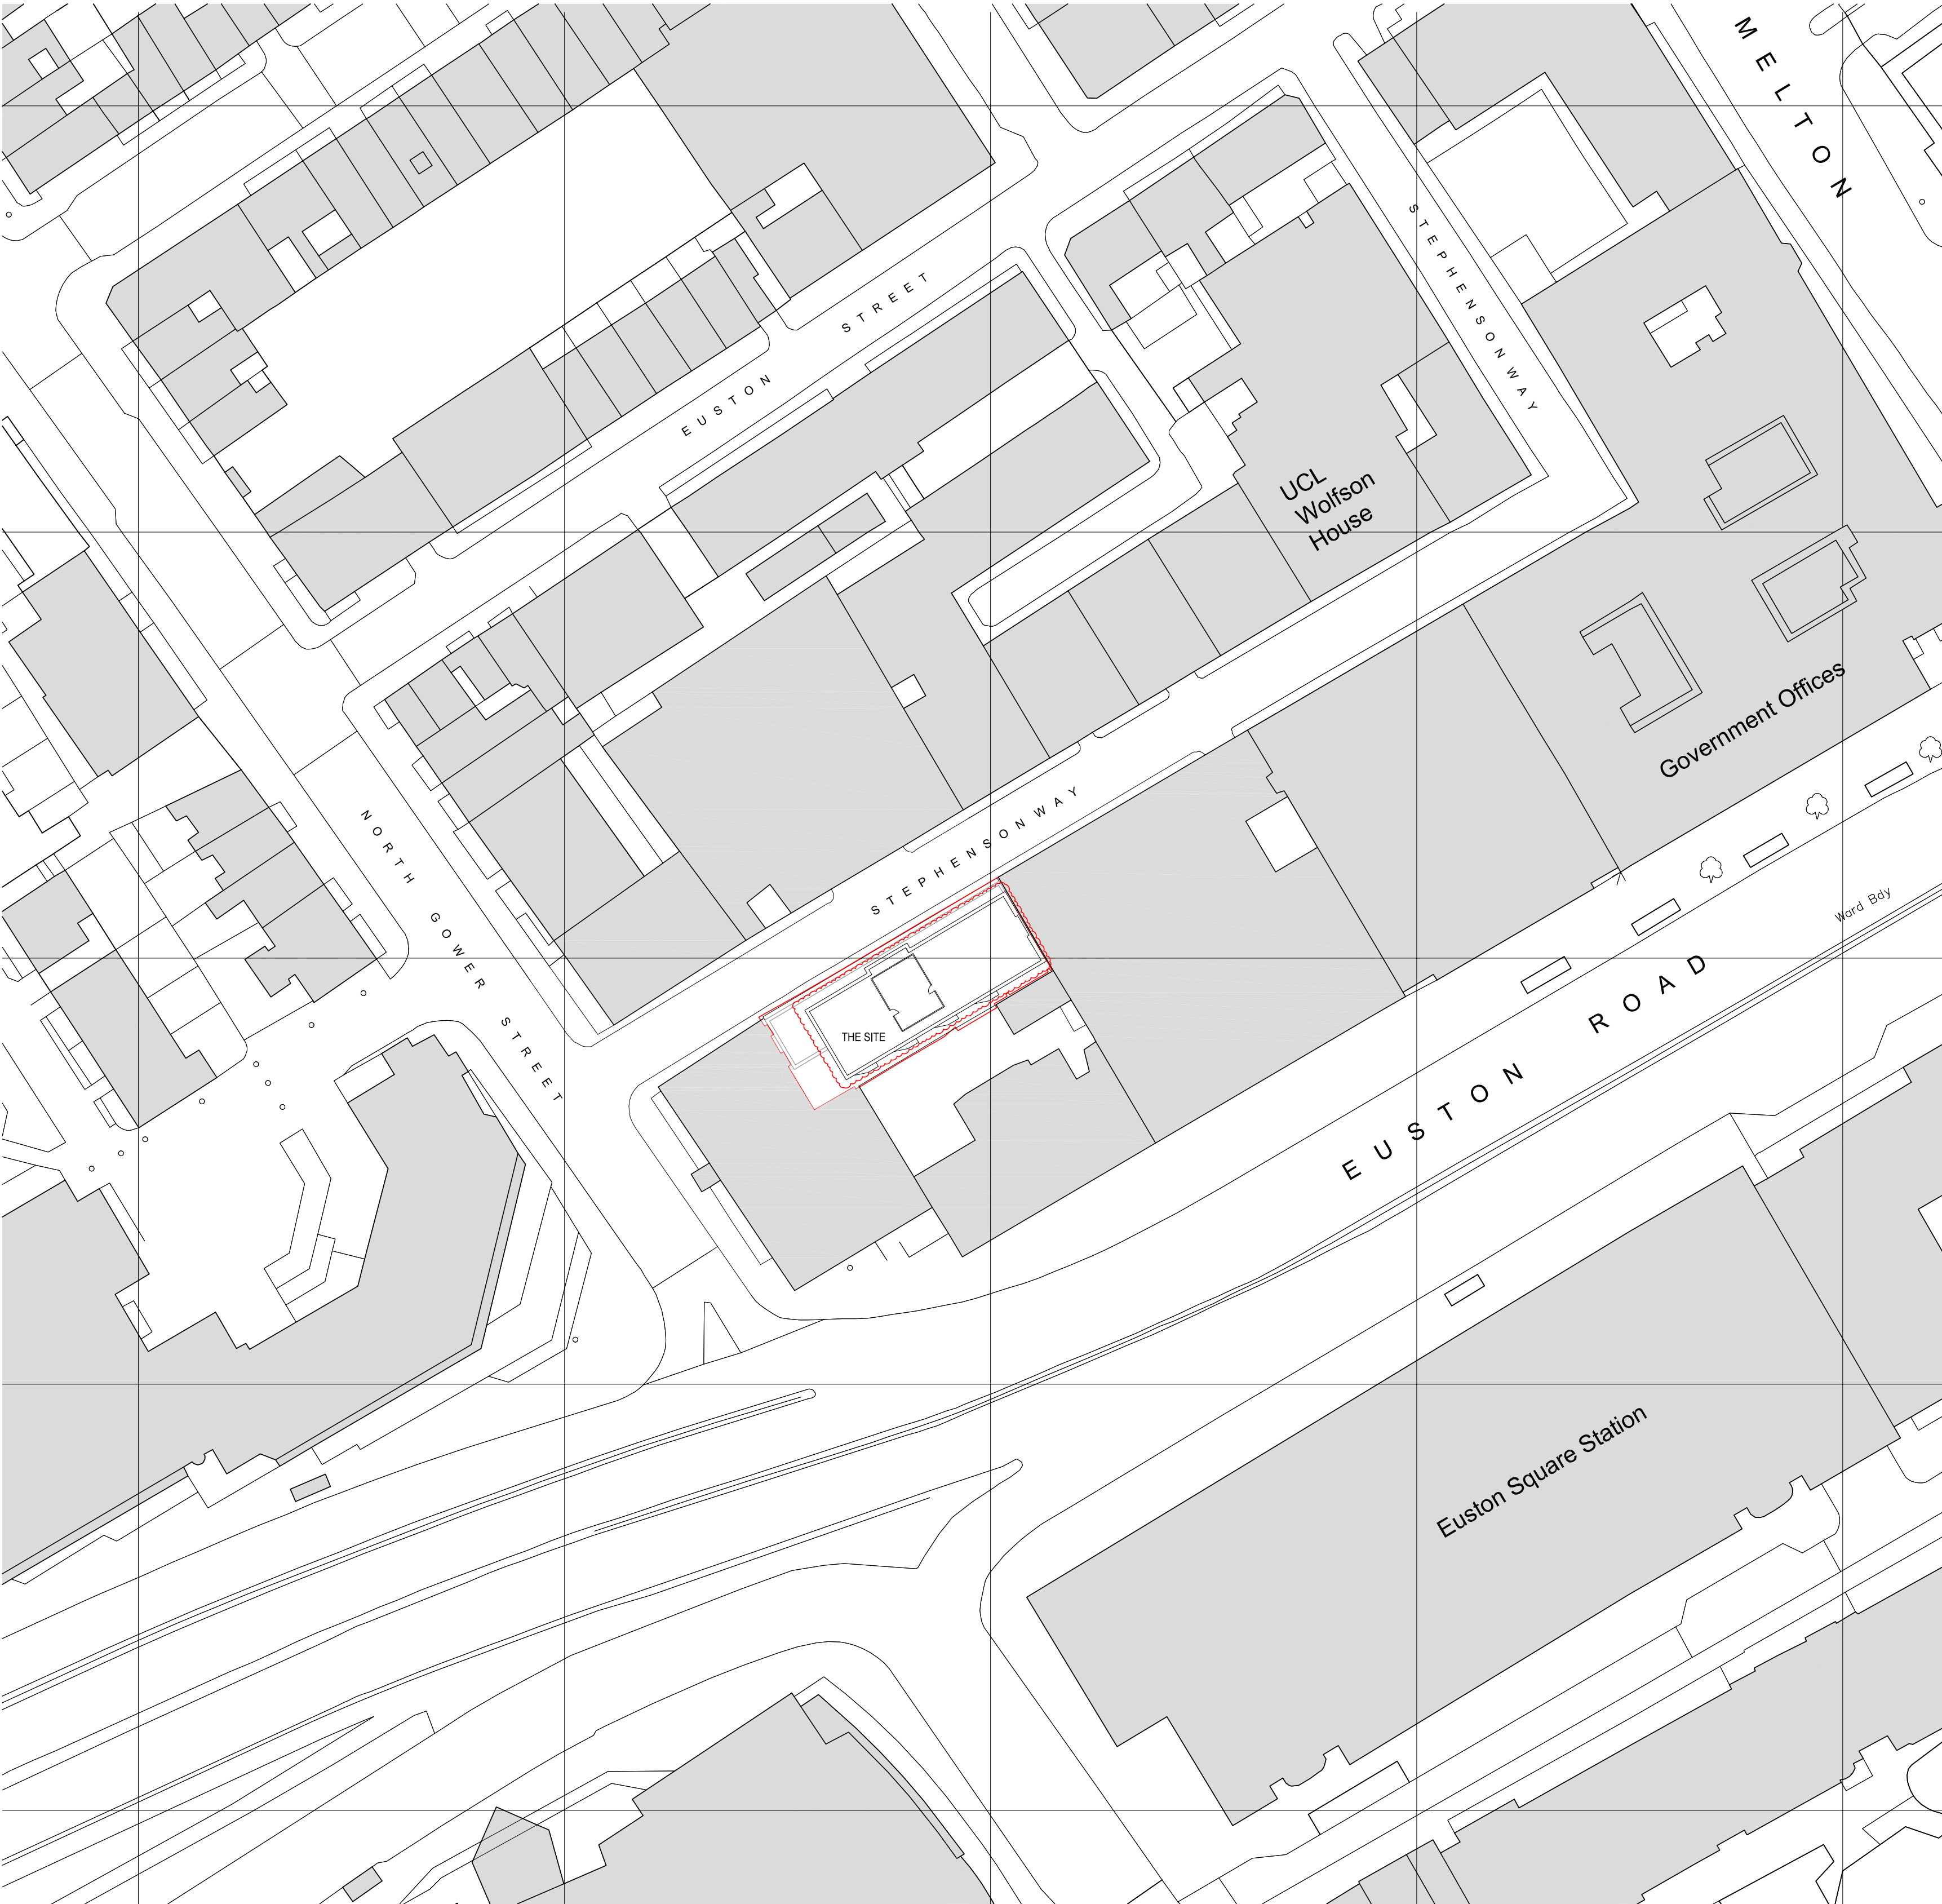 MELTON
STEPHENSON WAY
EUSTON STREET
UCL
Wolfson
House
Government Offices
NORTH GOWER STREET
STEPHENSON WAY
Ward Bdy
THE SITE
EUSTON ROAD
Euston Square Station